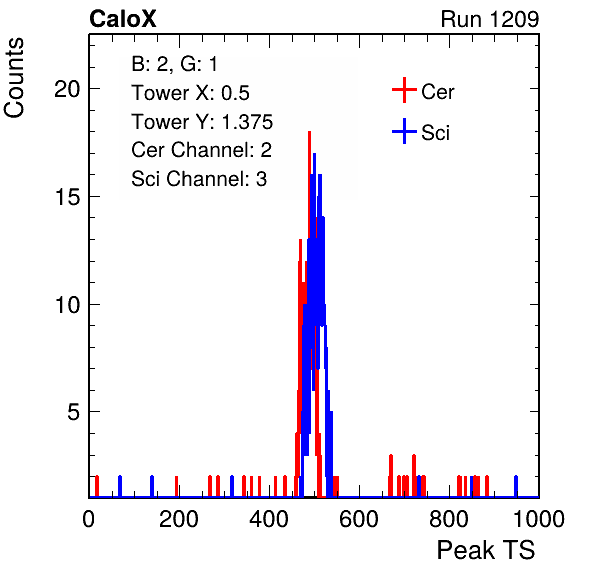 CaloX Run 1209
Counts
B: 2, G: 1
Tower X: 0.5
Tower Y: 1.375
Cer Channel: 2
Sci Channel: 3
Cer
Sci
20
15
10
5
0 200 400 600 800 1000
Peak TS